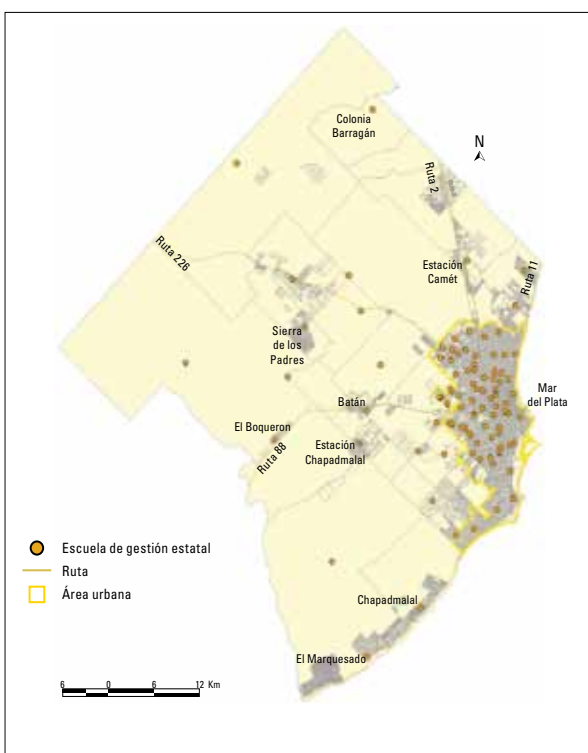 Colonia
Barragán
N
Ruta 2
Ruta 226
Estación
Camét
Ruta 11
Sierra
de los
Padres
Mar
del Plata
Batán
El Boqueron
Ruta 88
Estación
Chapadmalal
Escuela de gestión estatal
Ruta
Área urbana
Chapadmalal
El Marquesado
6 0 6 12 Km